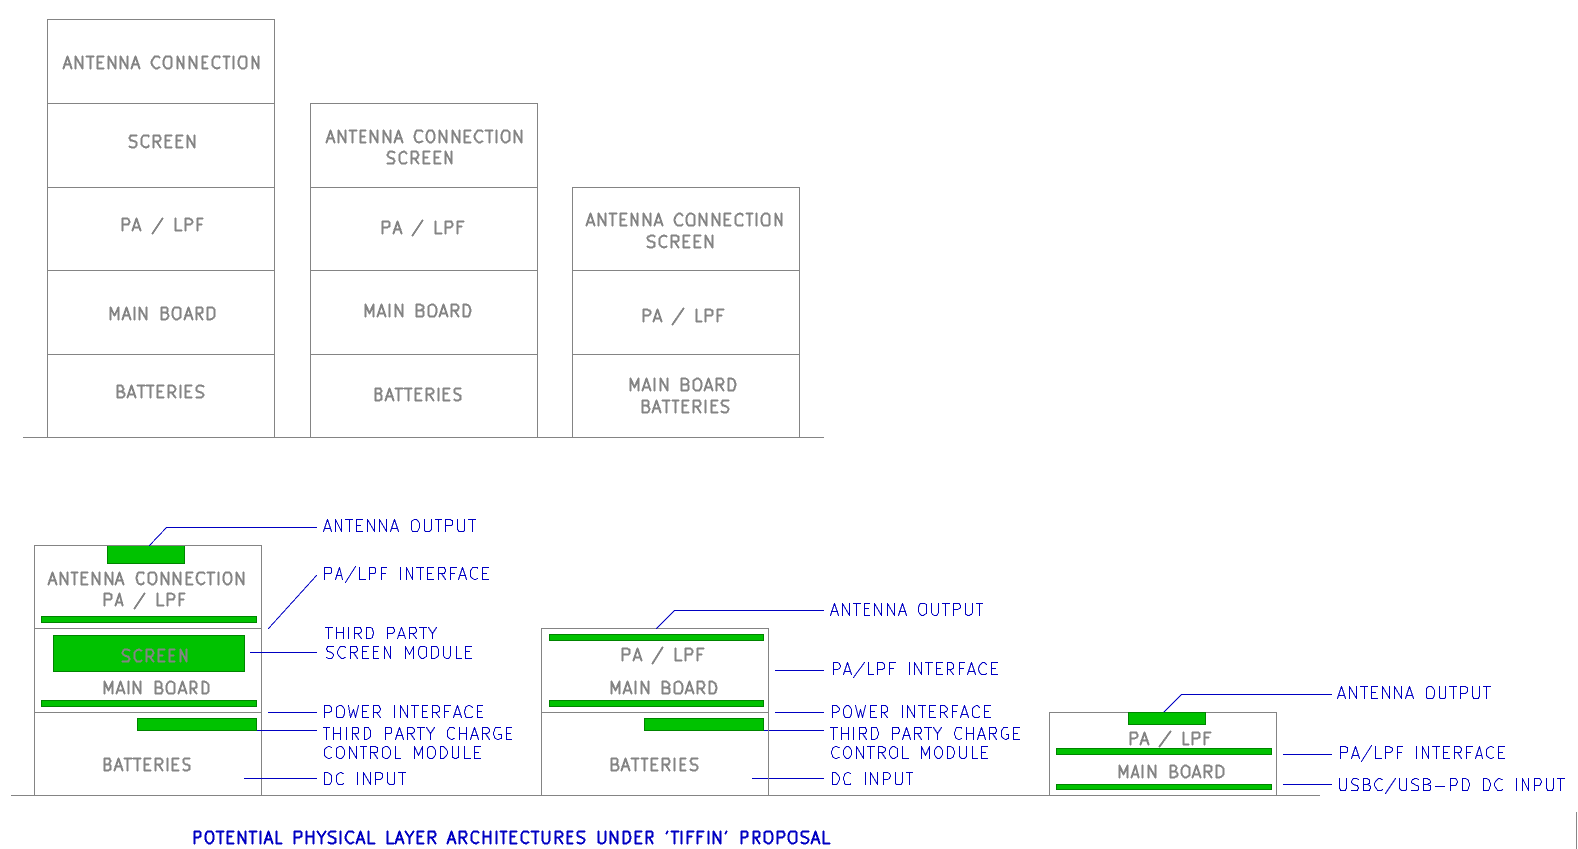 ANTENNA CONNECTION
SCREEN
PA / LPF
MAIN BOARD
BATTERIES
ANTENNA CONNECTION
SCREEN
PA / LPF
MAIN BOARD
BATTERIES
ANTENNA CONNECTION
SCREEN
PA / LPF
MAIN BOARD
BATTERIES
ANTENNA OUTPUT
ANTENNA CONNECTION
PA / LPF
PA/LPF INTERFACE
SCREEN
THIRD PARTY
SCREEN MODULE
MAIN BOARD
POWER INTERFACE
THIRD PARTY CHARGE
CONTROL MODULE
BATTERIES
DC INPUT
ANTENNA OUTPUT
PA / LPF
PA/LPF INTERFACE
MAIN BOARD
POWER INTERFACE
THIRD PARTY CHARGE
CONTROL MODULE
BATTERIES
DC INPUT
ANTENNA OUTPUT
PA / LPF
PA/LPF INTERFACE
MAIN BOARD
USBC/USB-PD DC INPUT
POTENTIAL PHYSICAL LAYER ARCHITECTURES UNDER 'TIFFIN' PROPOSAL